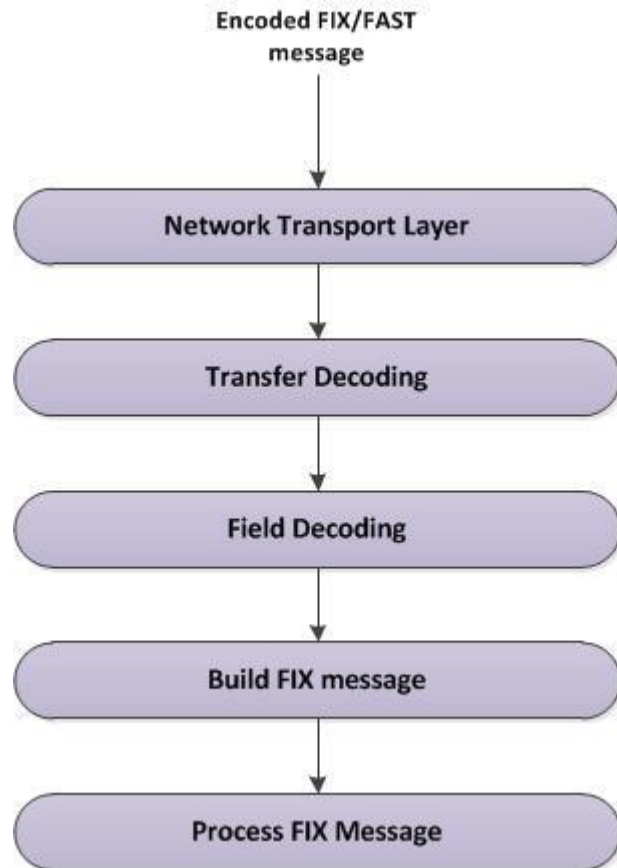 Encoded FIX/FAST
message
Network Transport Layer
Transfer Decoding
Field Decoding
Build FIX message
Process FIX Message